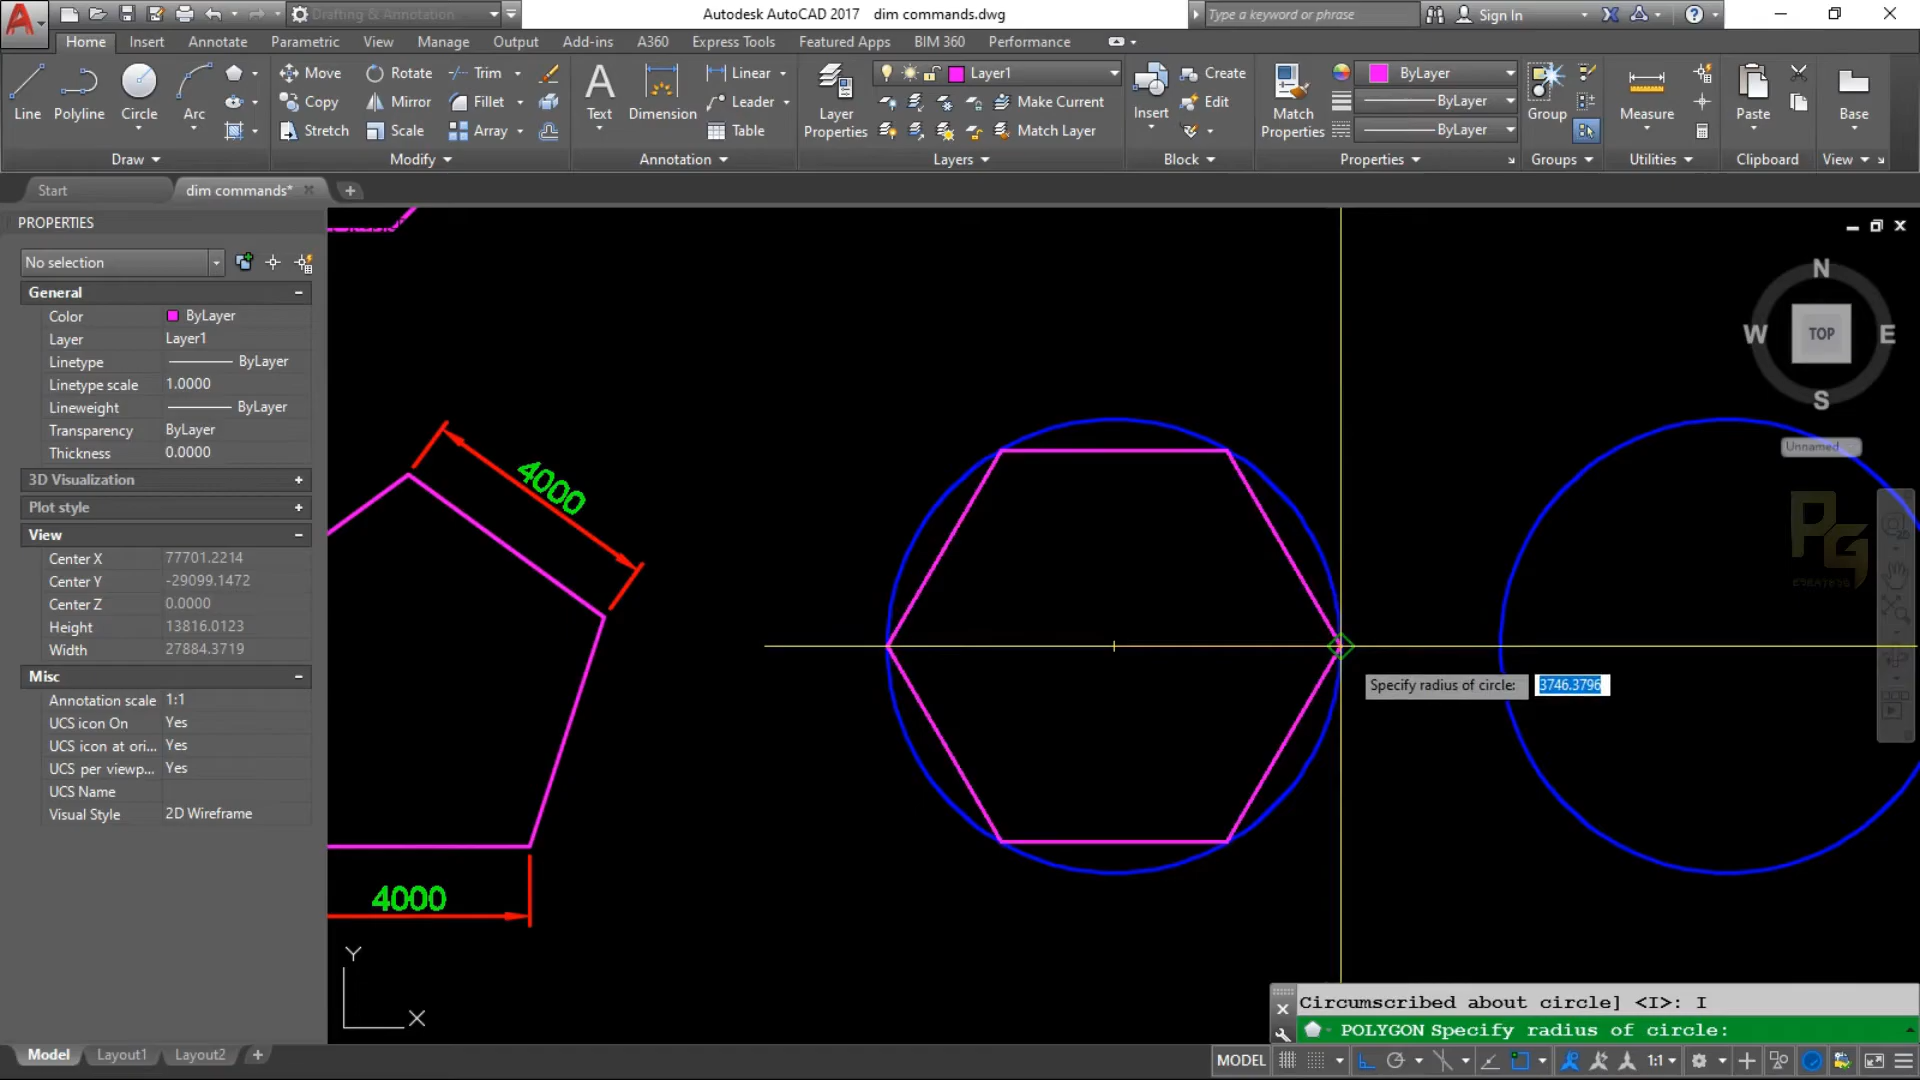 Drafting & Annotation
Autodesk AutoCAD 2017 dim commands.dwg
Type a keyword or phrase
Sign In
Home Insert Annotate Parametric View Manage Output Add-ins A360 Express Tools Featured Apps BIM 360 Performance
Line Polyline Circle Arc
Move Rotate Trim
Copy Mirror Fillet
Stretch Scale Array
Text Dimension
Linear
Leader
Table
Layer Properties
Layer1
Make Current
Match Layer
Insert
Create
Edit
Match Properties
ByLayer
ByLayer
ByLayer
Group
Measure
Paste
Base
Draw Modify Annotation Layers Block Properties Groups Utilities Clipboard View
Start dim commands*
PROPERTIES
No selection
General
Color ByLayer
Layer Layer1
Linetype ByLayer
Linetype scale 1.0000
Lineweight ByLayer
Transparency ByLayer
Thickness 0.0000
3D Visualization
Plot style
View
Center X 77701.2214
Center Y -29099.1472
Center Z 0.0000
Height 13816.0123
Width 27884.3719
Misc
Annotation scale 1:1
UCS icon On Yes
UCS icon at ori... Yes
UCS per viewp... Yes
UCS Name
Visual Style 2D Wireframe
4000
4000
N
W TOP E
S
Unnamed
PG
Specify radius of circle: 3746.3796
Y
X
Circumscribed about circle] <I>: I
POLYGON Specify radius of circle:
Model Layout1 Layout2
MODEL 1:1